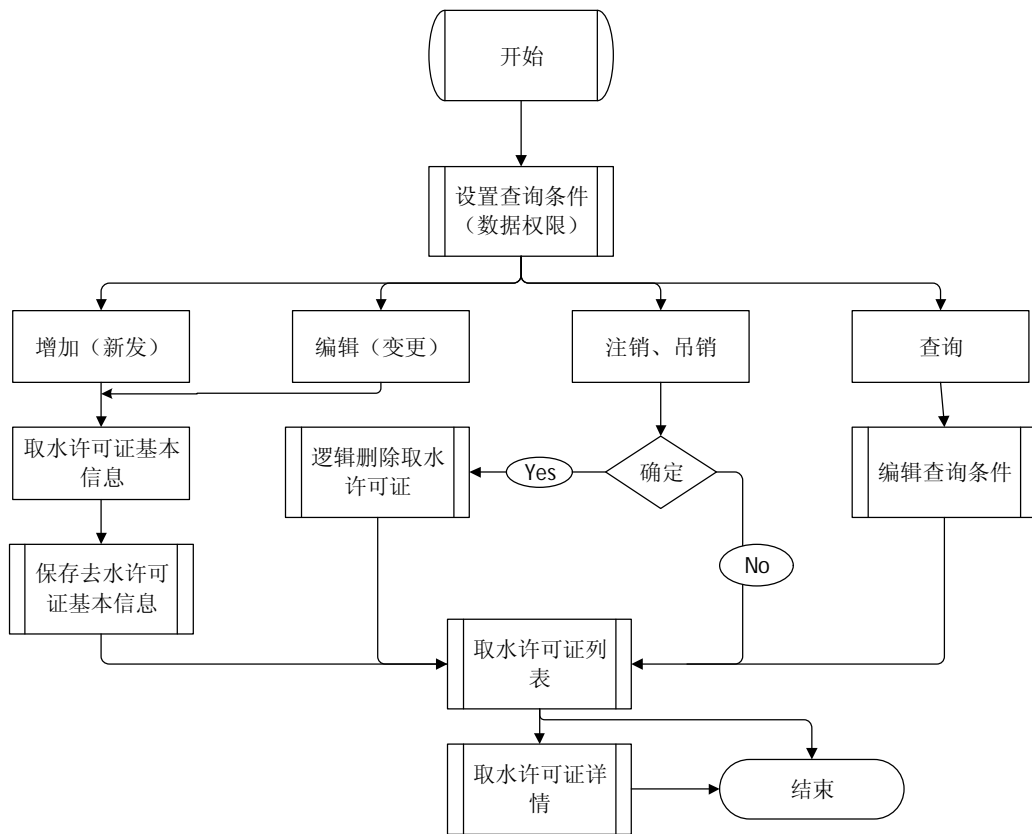 开始
设置查询条件
（数据权限）
增加（新发）
编辑（变更）
注销、吊销
查询
取水许可证基本
信息
逻辑删除取水
许可证
Yes
确定
编辑查询条件
保存去水许可
证基本信息
No
取水许可证列
表
取水许可证详
情
结束